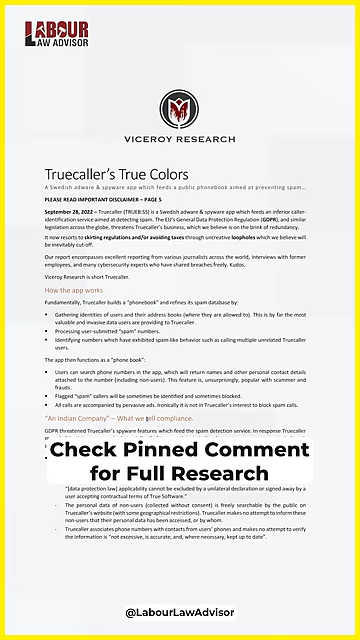 LABOUR
LAW ADVISOR
VICEROY RESEARCH
Truecaller's True Colors
A Swedish adware & spyware app which feeds a public phonebook aimed at preventing spam…
PLEASE READ IMPORTANT DISCLAIMER – PAGE 5
September 28, 2022 – Truecaller (TRUEB:SS) is a Swedish adware & spyware app which feeds an inferior caller-
identification service aimed at detecting spam. The EU's General Data Protection Regulation (GDPR), and similar
legislation across the globe, threatens Truecaller's business, which we believe is on the brink of redundancy.
It now resorts to skirting regulations and/or avoiding taxes through uncreative loopholes which we believe will
be inevitably cut-off.
Our report encompasses excellent reporting from various journalists across the world, interviews with former
employees, and many cybersecurity experts who have shared breaches freely. Kudos.
Viceroy Research is short Truecaller.
How the app works
Fundamentally, Truecaller builds a "phonebook" and refines its spam database by:
▪ Gathering identities of users and their address books (where they are allowed to). This is by far the most
valuable and invasive data users are providing to Truecaller.
▪ Processing user-submitted "spam" numbers.
▪ Identifying numbers which have exhibited spam-like behaviour such as calling multiple unrelated Truecaller
users.
The app then functions as a "phone book":
▪ Users can search phone numbers in the app, which will return names and other personal contact details
attached to the number (including non-users). This feature is, unsurprisingly, popular with scammer and
frauds.
▪ Flagged "spam" callers will be sometimes be identified and sometimes blocked.
▪ All calls are accompanied by pervasive ads. Ironically it is not in Truecaller's interest to block spam calls.
"An Indian Company" – What we tell compliance.
GDPR threatened Truecaller's spyware features which feed the spam detection service. In response Truecaller
Check Pinned Comment
for Full Research
"[data protection law] applicability cannot be excluded by a unilateral declaration or signed away by a
user accepting contractual terms of True Software."
- The personal data of non-users (collected without consent) is freely searchable by the public on
Truecaller's website (with some geographical restrictions). Truecaller makes no attempt to inform these
non-users that their personal data has been accessed, or by whom.
- Truecaller associates phone numbers with contacts from users' phones and makes no attempt to verify
the information is "not excessive, is accurate, and, where necessary, kept up to date".
@LabourLawAdvisor